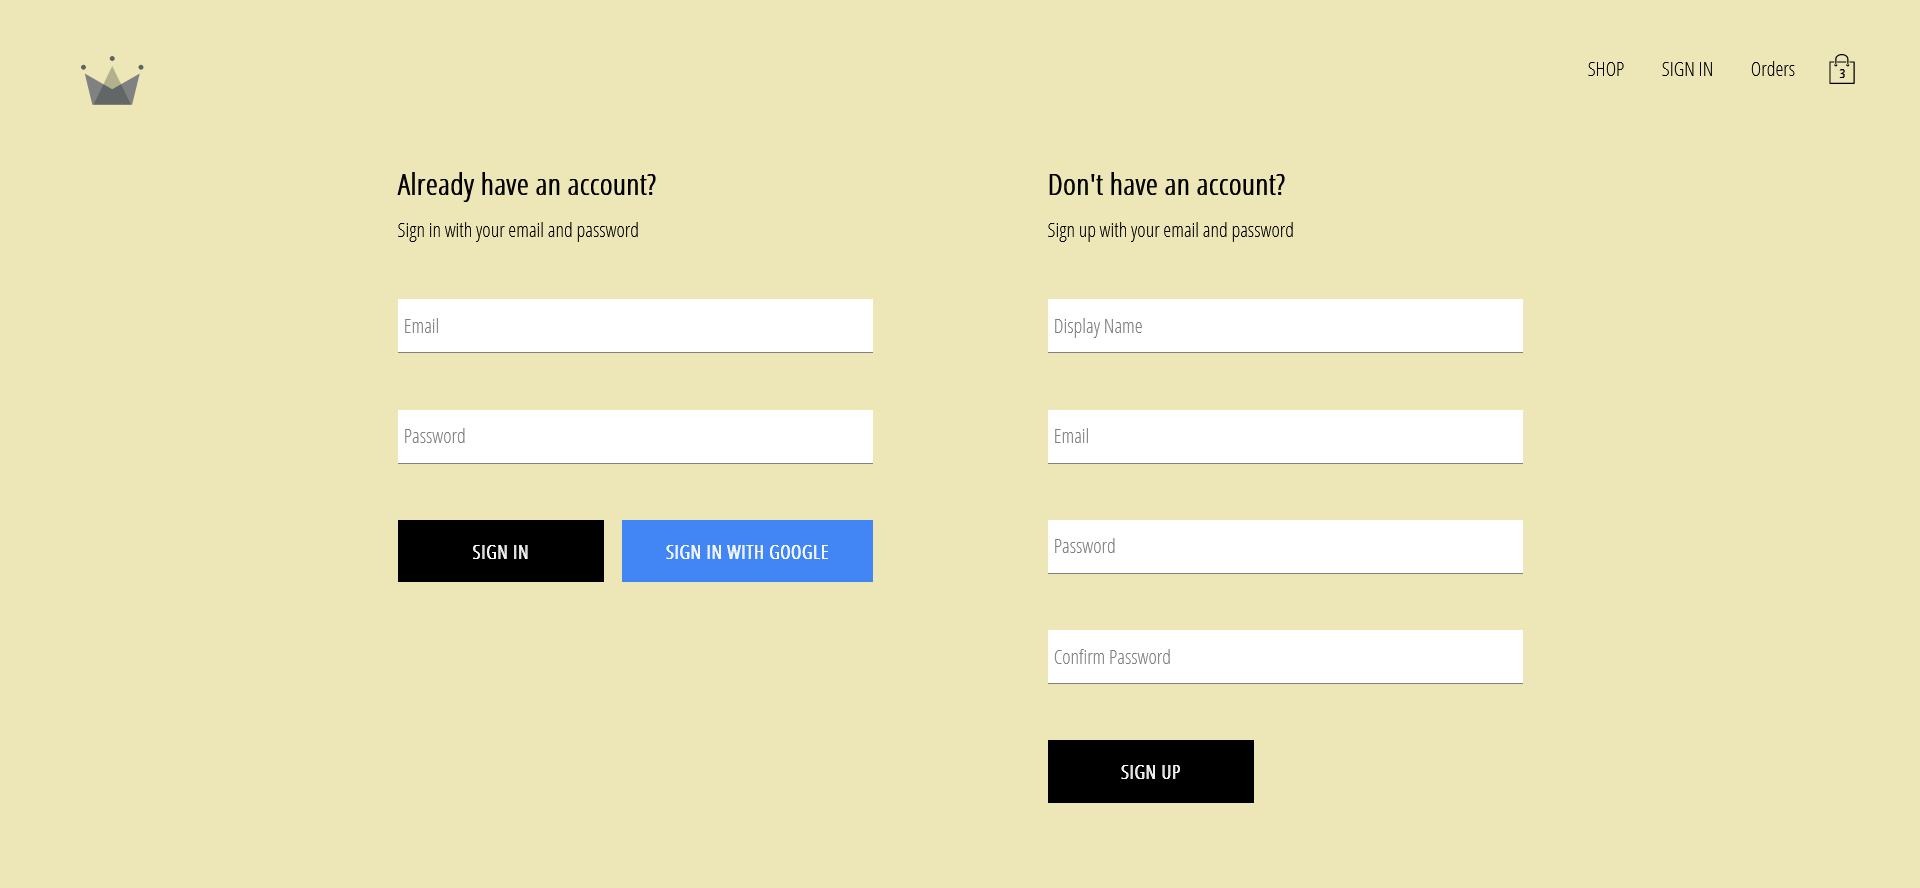 SHOP
SIGN IN
Orders
3
Already have an account?
Sign in with your email and password
Email
Password
SIGN IN
SIGN IN WITH GOOGLE
Don't have an account?
Sign up with your email and password
Display Name
Email
Password
Confirm Password
SIGN UP